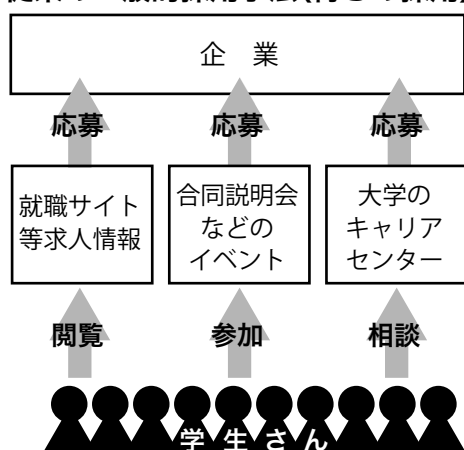 企 業
応募 応募 応募
就職サイト
等求人情報
合同説明会
などの
イベント
大学の
キャリア
センター
閲覧 参加 相談
学生さん